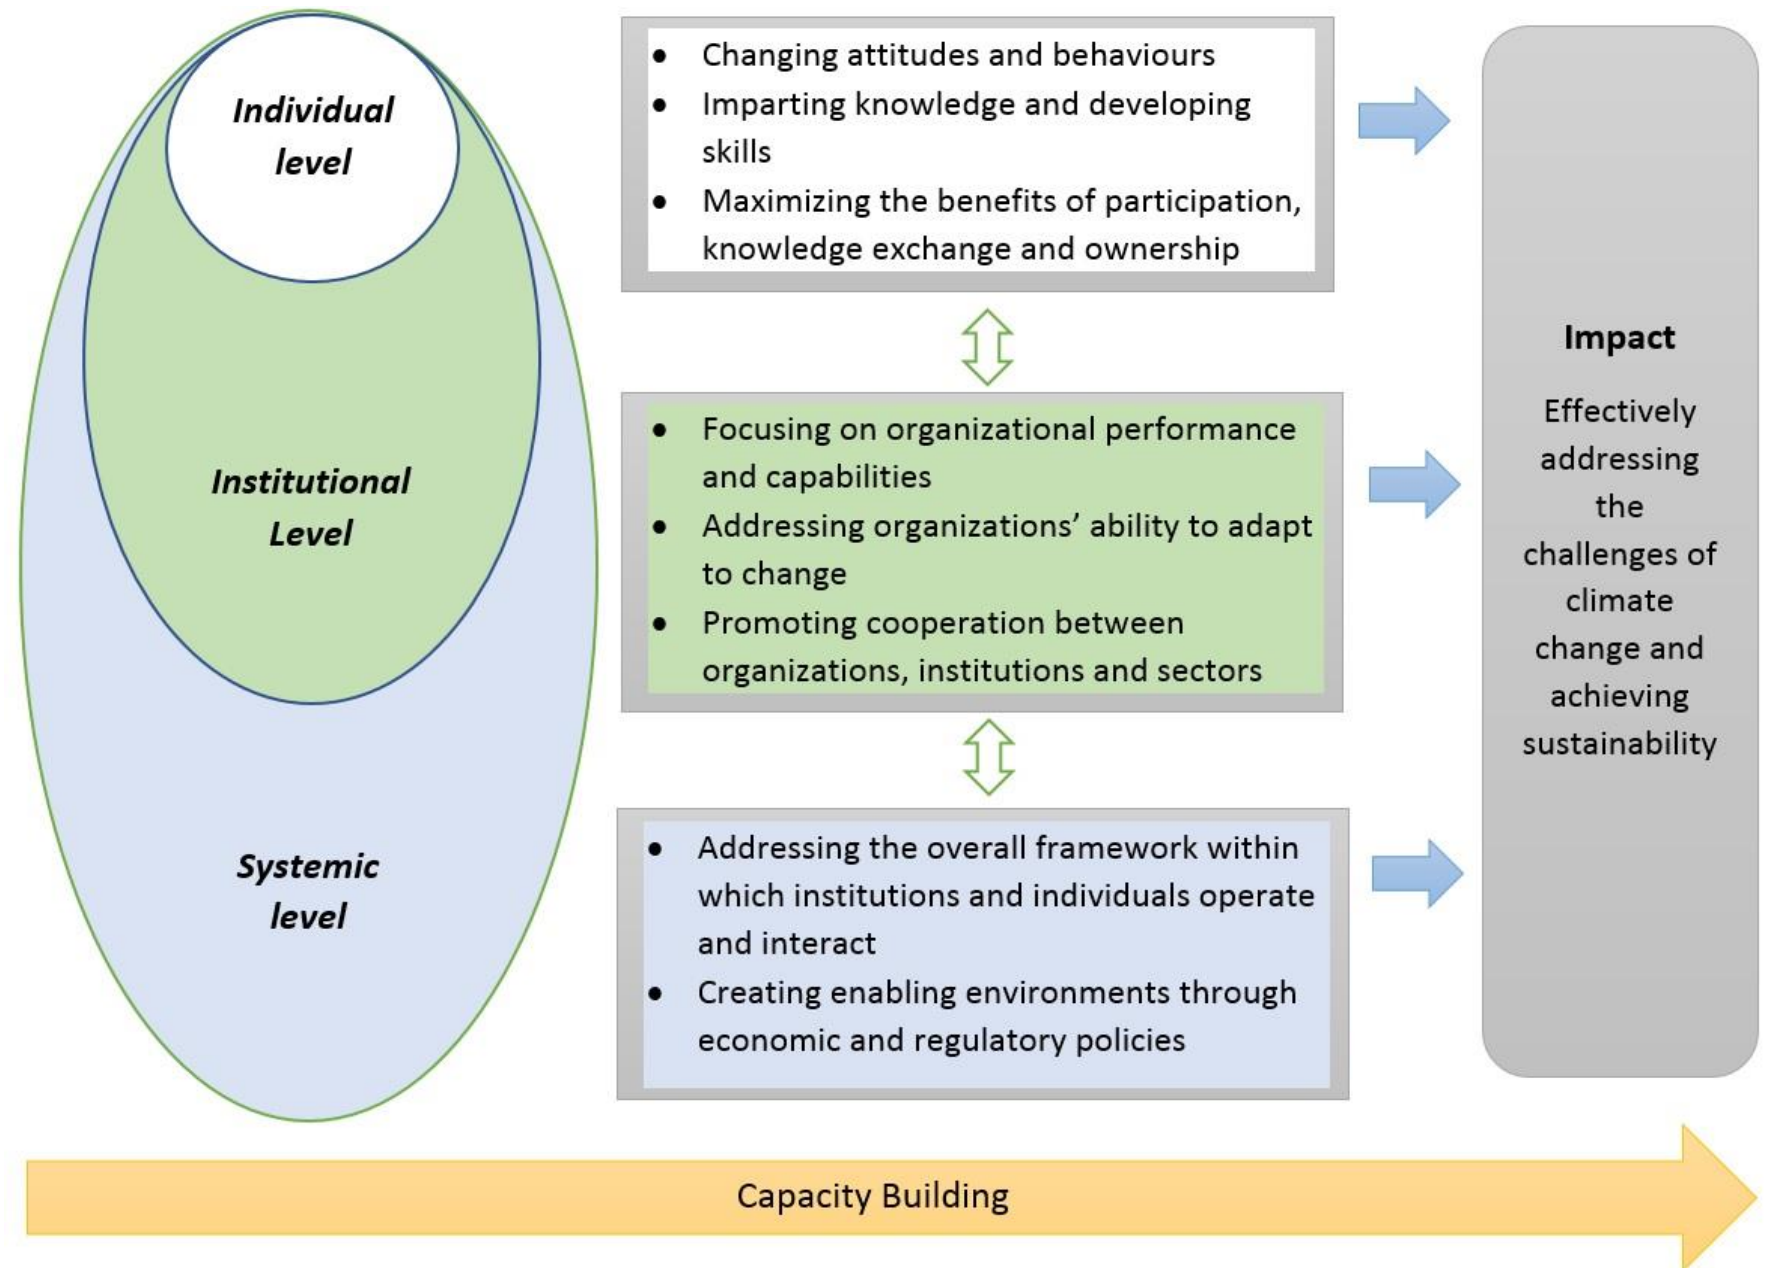 Individual
level
Institutional
Level
Systemic
level
● Changing attitudes and behaviours
● Imparting knowledge and developing
skills
● Maximizing the benefits of participation,
knowledge exchange and ownership
● Focusing on organizational performance
and capabilities
● Addressing organizations’ ability to adapt
to change
● Promoting cooperation between
organizations, institutions and sectors
● Addressing the overall framework within
which institutions and individuals operate
and interact
● Creating enabling environments through
economic and regulatory policies
Impact
Effectively
addressing
the
challenges of
climate
change and
achieving
sustainability
Capacity Building